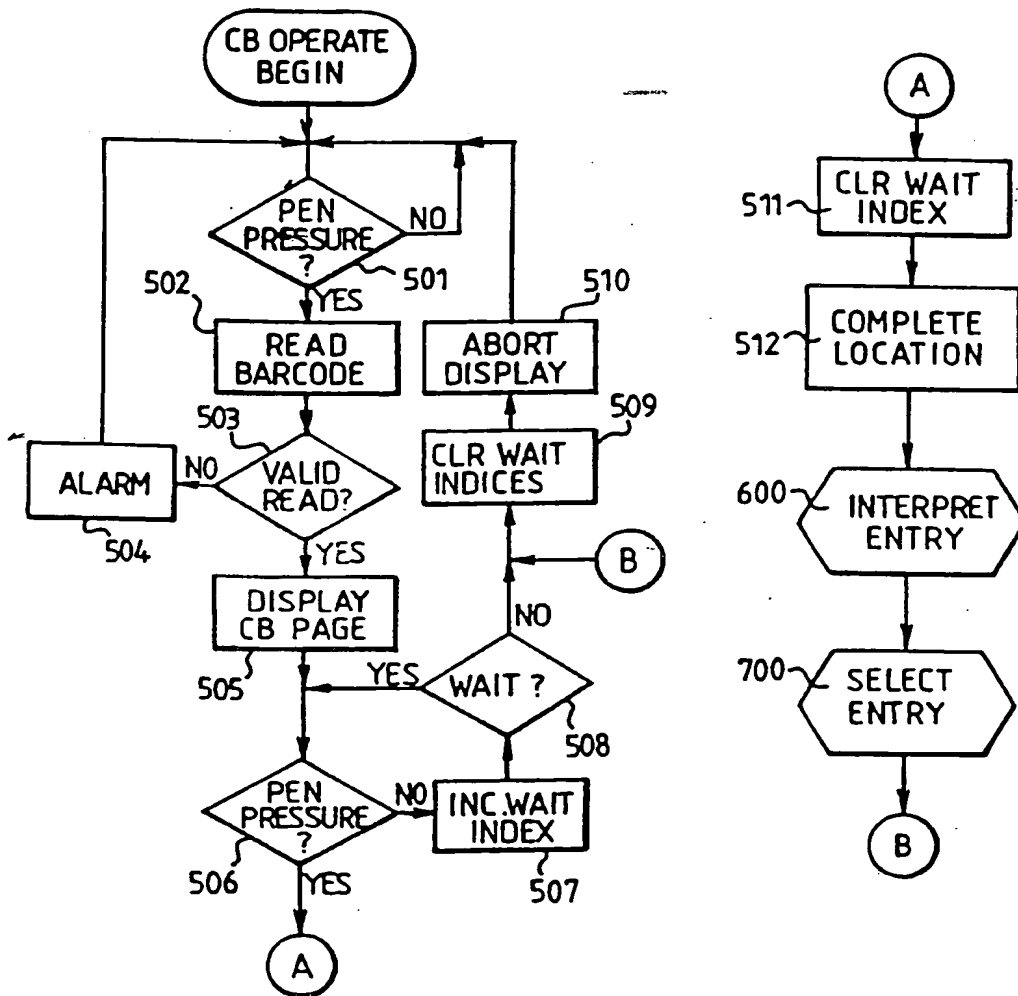 CB OPERATE
BEGIN
PEN
PRESSURE
?
NO
501
YES
502
READ
BARCODE
503
VALID
READ?
NO
ALARM
504
YES
DISPLAY
CB PAGE
505
PEN
PRESSURE
?
506
NO
YES
A
INC.WAIT
INDEX
507
WAIT ?
508
YES
NO
B
CLR WAIT
INDICES
509
ABORT
DISPLAY
510
A
CLR WAIT
INDEX
511
COMPLETE
LOCATION
512
INTERPRET
ENTRY
600
SELECT
ENTRY
700
B